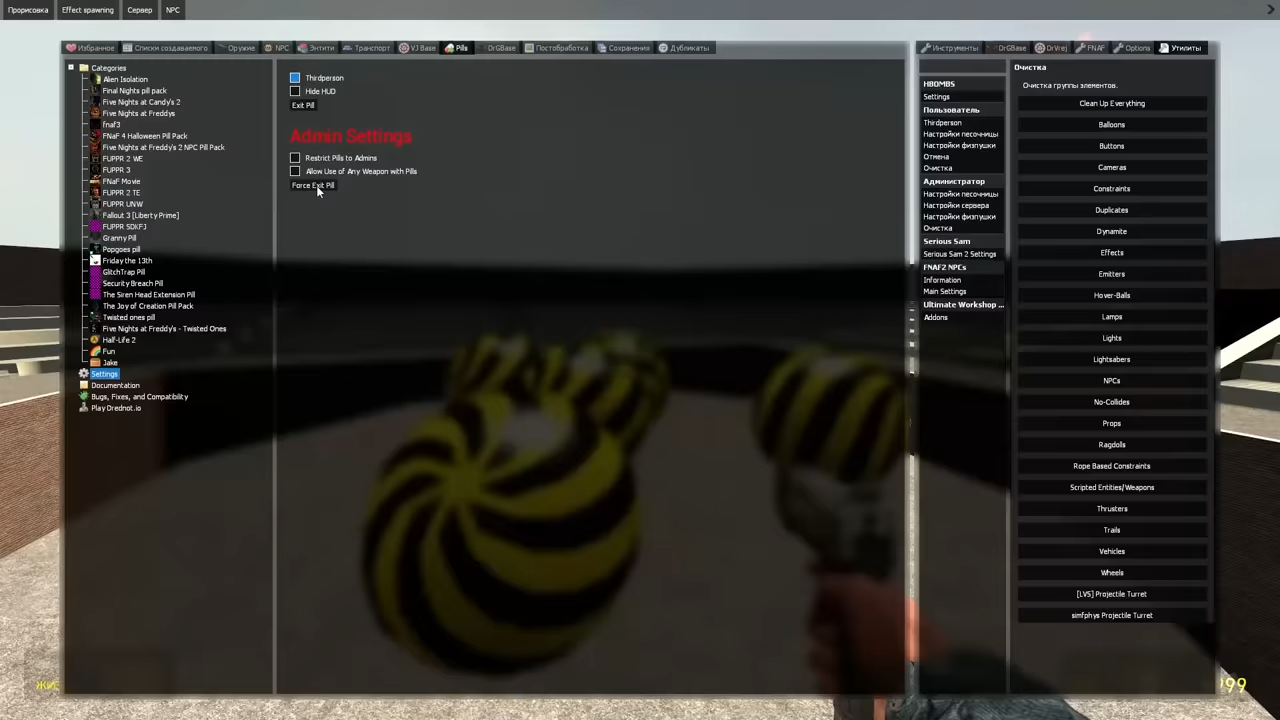 Прорисовка Effect spawning Сервер NPC
Избранное Списки создаваемого Оружие NPC Энтити Транспорт VJ Base Pills DrGBase Постобработка Сохранения Дубликаты
Categories
Alien Isolation
Final Nights pill pack
Five Nights at Candy's 2
Five Nights at Freddys
fnaf3
FNaF 4 Halloween Pill Pack
Five Nights at Freddy's 2 NPC Pill Pack
FUPPR 2 WE
FUPPR 3
FNaF Movie
FUPPR 2 TE
FUPPR UNW
Fallout 3 [Liberty Prime]
FUPPR SDKFJ
Granny Pill
Popgoes pill
Friday the 13th
GlitchTrap Pill
Security Breach Pill
The Siren Head Extension Pill
The Joy of Creation Pill Pack
Twisted ones pill
Five Nights at Freddy's - Twisted Ones
Half-Life 2
Fun
Jake
Settings
Documentation
Bugs, Fixes, and Compatibility
Play Drednot.io
Thirdperson
Hide HUD
Exit Pill
Admin Settings
Restrict Pills to Admins
Allow Use of Any Weapon with Pills
Force Exit Pill
Инструменты DrGBase DrVrej FNAF Options Утилиты
HBOMBS
Settings
Пользователь
Thirdperson
Настройки песочницы
Настройки физпушки
Отмена
Очистка
Администратор
Настройки песочницы
Настройки сервера
Настройки физпушки
Очистка
Serious Sam
Serious Sam 2 Settings
FNAF2 NPCs
Information
Main Settings
Ultimate Workshop ...
Addons
Очистка
Очистка группы элементов.
Clean Up Everything
Balloons
Buttons
Cameras
Constraints
Duplicates
Dynamite
Effects
Emitters
Hover-Balls
Lamps
Lights
Lightsabers
NPCs
No-Collides
Props
Ragdolls
Rope Based Constraints
Scripted Entities/Weapons
Thrusters
Trails
Vehicles
Wheels
[LVS] Projectile Turret
simfphys Projectile Turret